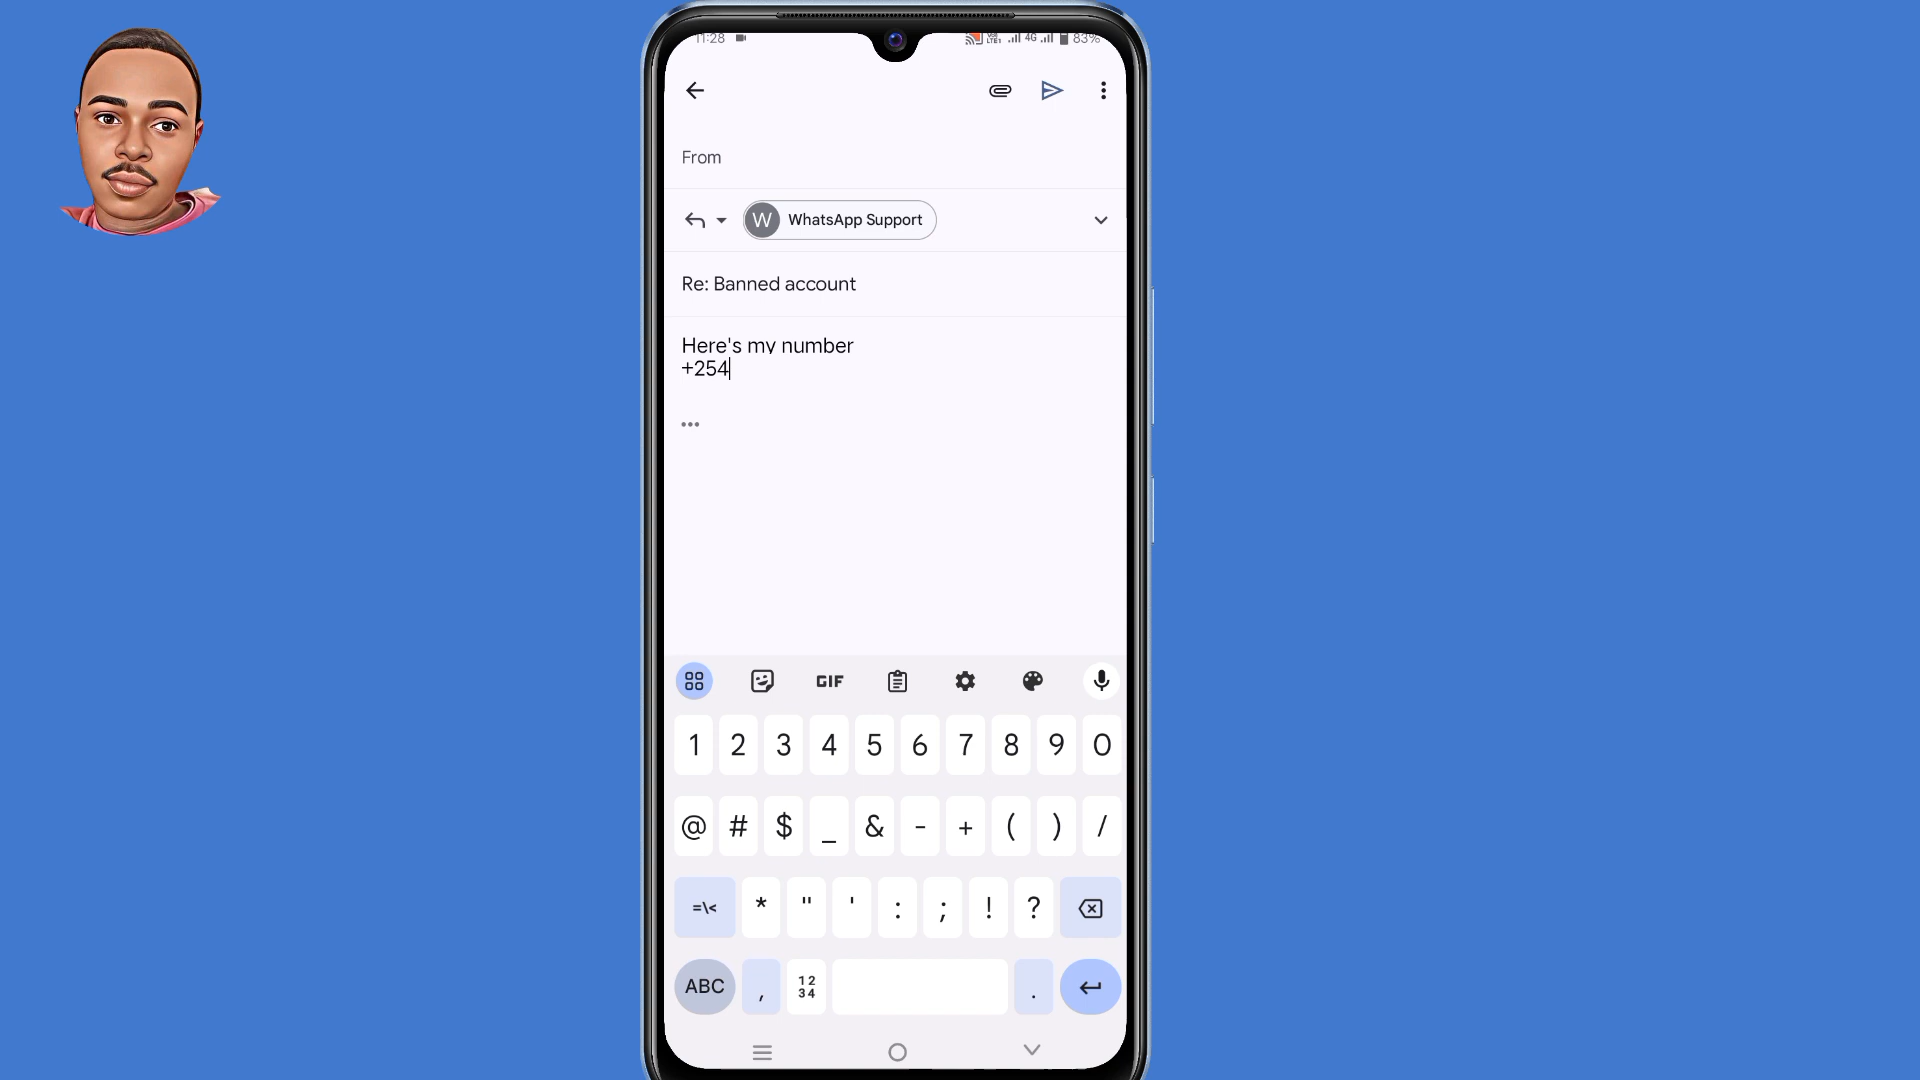 11:28 4G 83%
From
W WhatsApp Support
Re: Banned account
Here's my number
+254
GIF
1 2 3 4 5 6 7 8 9 0
@ # $ _ & - + ( ) /
=\< * " ' : ; ! ?
ABC , 12 34 .